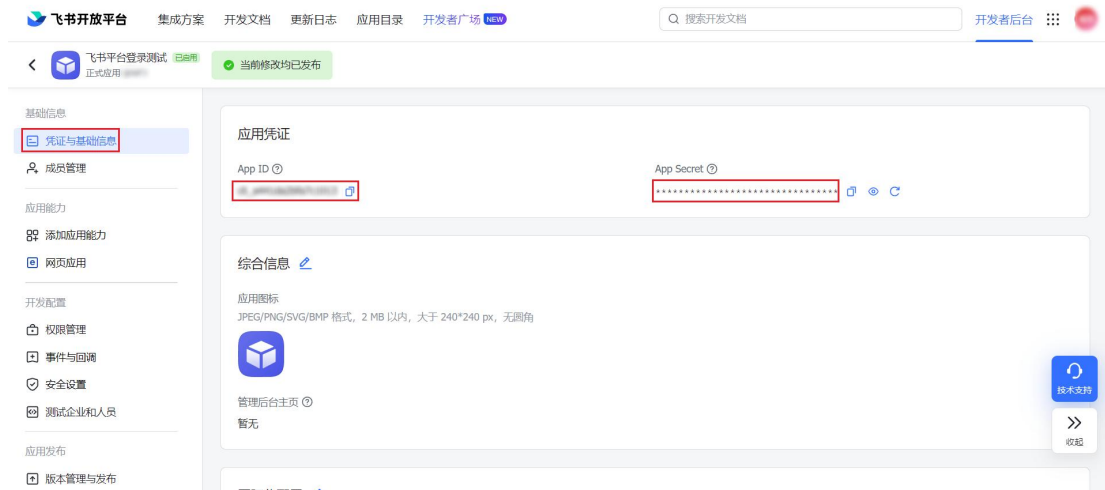 飞书开放平台 集成方案 开发文档 更新日志 应用目录 开发者广场 NEW 搜索开发文档 开发者后台
飞书平台登录测试 已启用
正式应用
当前修改均已发布
基础信息
凭证与基础信息
成员管理
应用能力
添加应用能力
网页应用
开发配置
权限管理
事件与回调
安全设置
测试企业和人员
应用发布
版本管理与发布
应用凭证
App ID
App Secret
********************************
综合信息
应用图标
JPEG/PNG/SVG/BMP 格式，2 MB 以内，大于 240*240 px，无圆角
管理后台主页
暂无
技术支持
收起